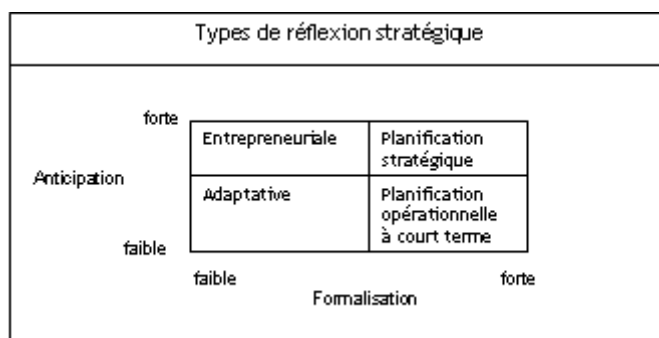 Types de réflexion stratégique
forte
Entrepreneuriale
Planification
stratégique
Anticipation
Adaptative
Planification
opérationnelle
à court terme
faible
faible
forte
Formalisation